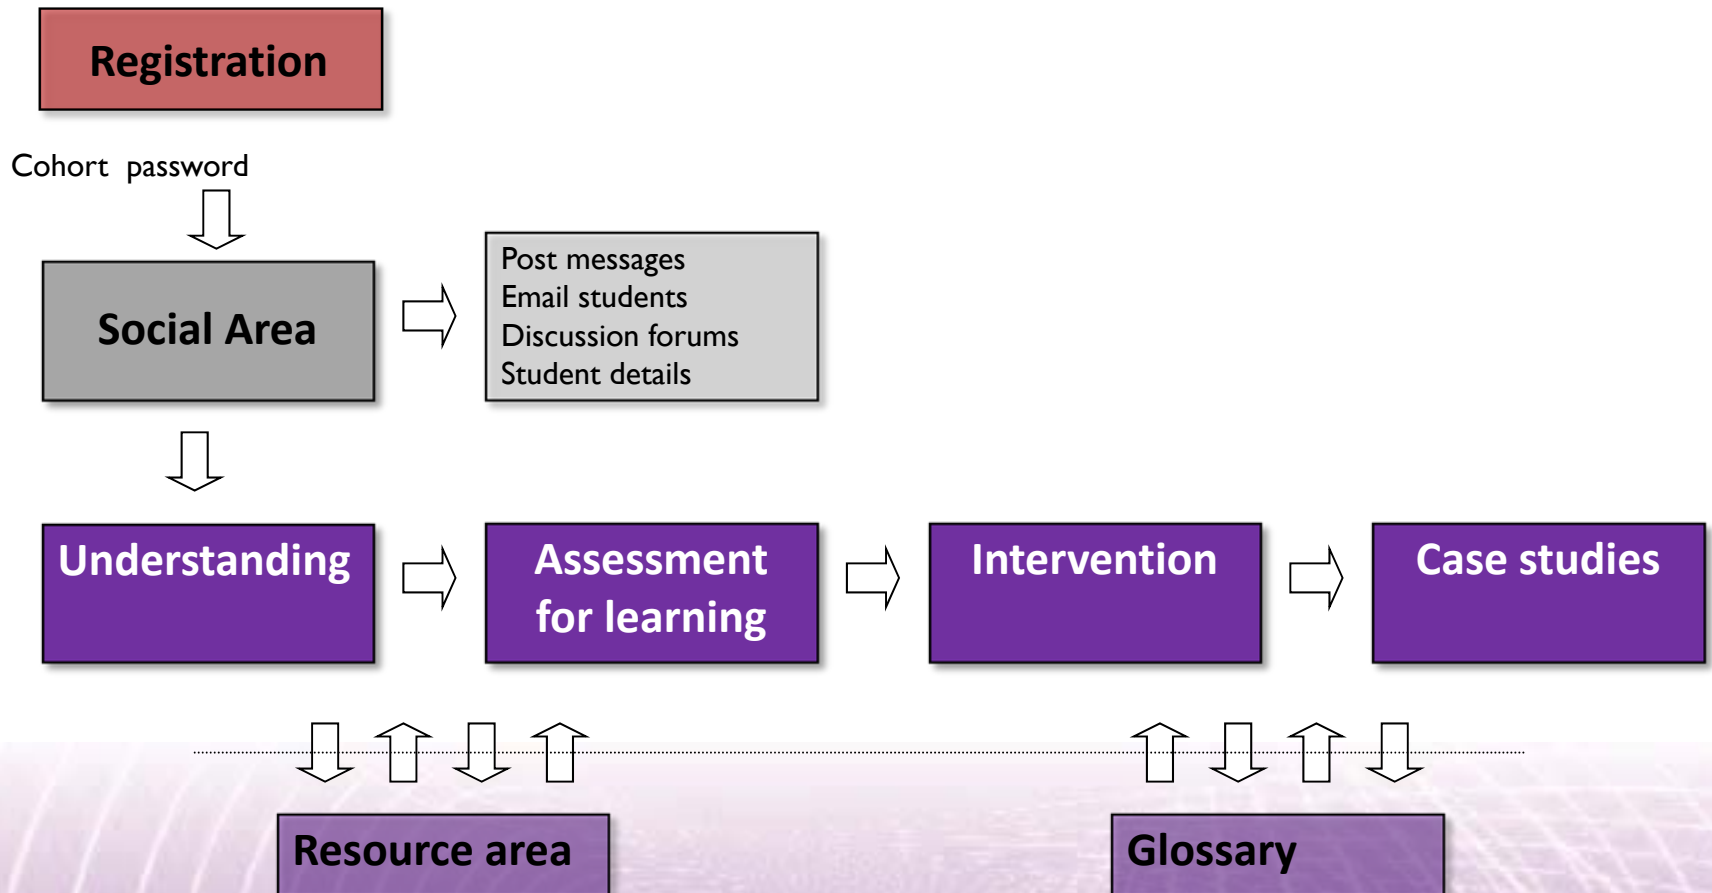 Registration
Cohort password
Social Area
Post messages
Email students
Discussion forums
Student details
Understanding
Assessment
for learning
Intervention
Case studies
Resource area
Glossary